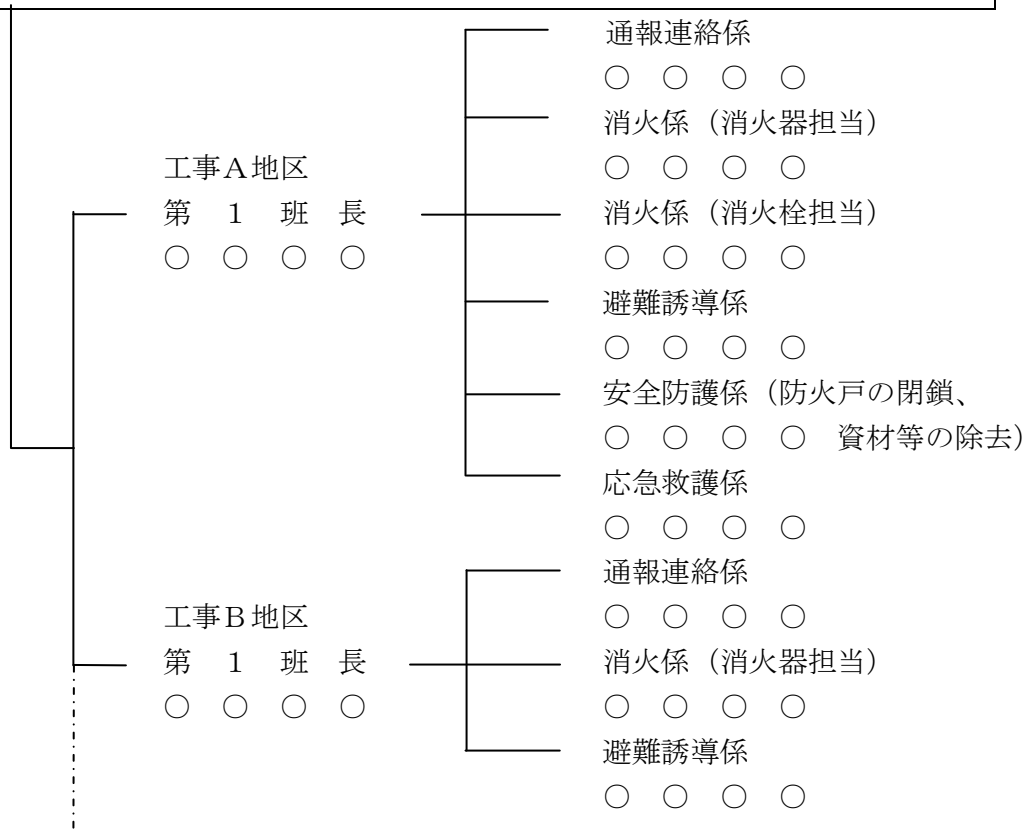 通報連絡係
○ ○ ○ ○
消火係（消火器担当）
○ ○ ○ ○
工事Ａ地区
第 １ 班 長
○ ○ ○ ○
消火係（消火栓担当）
○ ○ ○ ○
避難誘導係
○ ○ ○ ○
安全防護係（防火戸の閉鎖、
○ ○ ○ ○ 資材等の除去）
応急救護係
○ ○ ○ ○
工事Ｂ地区
第 １ 班 長
○ ○ ○ ○
通報連絡係
○ ○ ○ ○
消火係（消火器担当）
○ ○ ○ ○
避難誘導係
○ ○ ○ ○